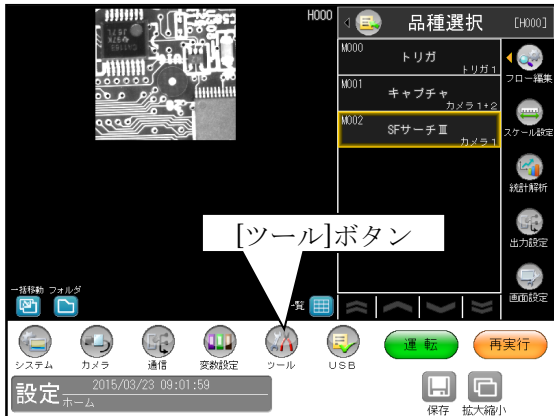 H000
品種選択
[H000]
M000
トリガ
トリガ1
M001
キャプチャ
カメラ1+2
M002
SFサーチⅢ
カメラ1
フロー編集
スケール設定
統計解析
出力設定
画面設定
[ツール]ボタン
一括移動
フォルダ
覧
システム
カメラ
通信
変数設定
ツール
USB
運転
再実行
設定
2015/03/23 09:01:59
ホーム
保存
拡大縮小